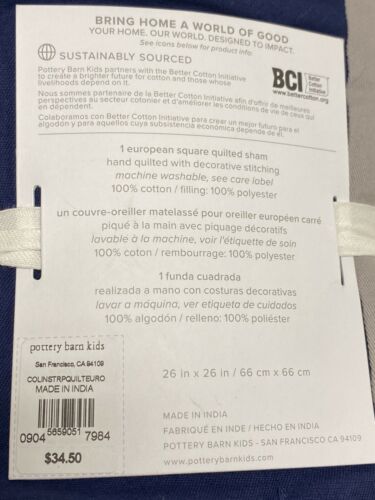 BRING HOME A WORLD OF GOOD
YOUR HOME. OUR WORLD. DESIGNED TO IMPACT.
See icons below for product info.
SUSTAINABLY SOURCED
Pottery Barn Kids partners with the Better Cotton Initiative
to create a brighter future for cotton and those whose
livelihoods depend on it.
BCI
Better
Cotton
Initiative
www.bettercotton.org
Nous sommes partenaire de la Better Cotton Initiative afin d'offrir de meilleures
perspectives au secteur cotonier et d'améliorer les conditions de vie de ceux qui
en dépendent.
Colaboramos con Better Cotton Initiative para crear un mejor futuro para el
algodón y para aquellos cuya subsistencia económica depende de él.
1 european square quilted sham
hand quilted with decorative stitching
machine washable, see care label
100% cotton / filling: 100% polyester
un couvre-oreiller matelassé pour oreiller européen carré
piqué à la main avec piquage décoratifs
lavable à la machine, voir l'étiquette de soin
100% coton / rembourrage: 100% polyester
1 funda cuadrada
realizada a mano con costuras decorativas
lavar a máquina, ver etiqueta de cuidados
100% algodón / relleno: 100% poliéster
26 in x 26 in / 66 cm x 66 cm
MADE IN INDIA
FABRIQUÉ EN INDE / HECHO EN INDIA
POTTERY BARN KIDS - SAN FRANCISCO, CA 94109
www.potterybarnkids.com
pottery barn kids
San Francisco, CA 94109
COLINSTRPQUILTEURO
MADE IN INDIA
0904 5659051 7984
$34.50